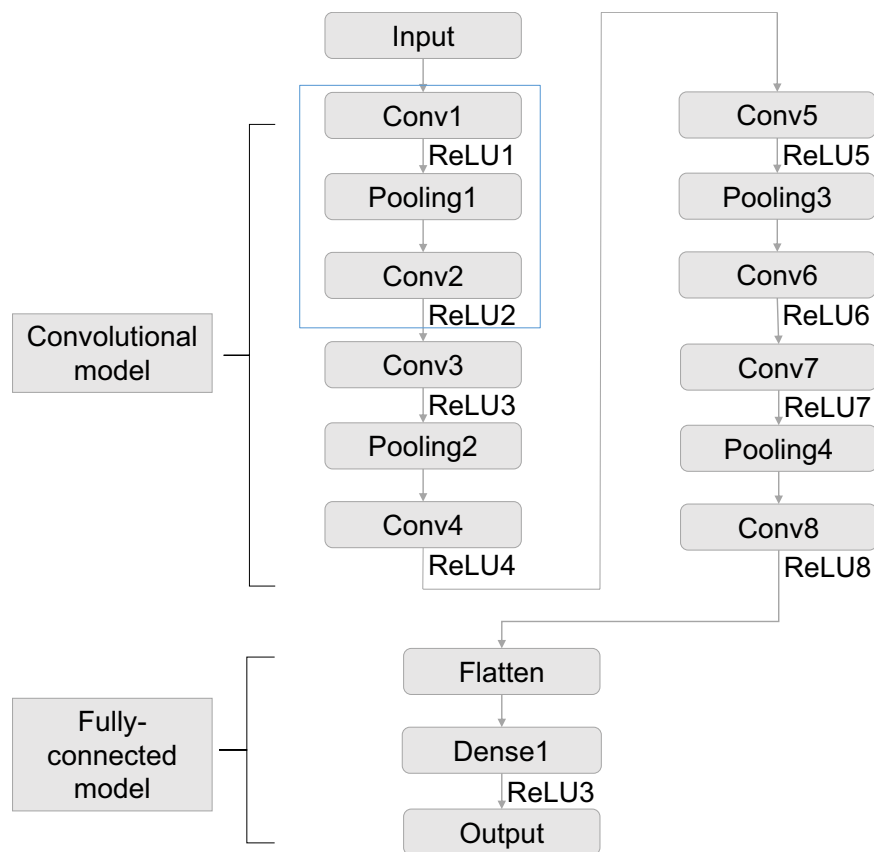 Input
Conv1
ReLU1
Pooling1
Conv2
ReLU2
Conv3
ReLU3
Pooling2
Conv4
ReLU4
Conv5
ReLU5
Pooling3
Conv6
ReLU6
Conv7
ReLU7
Pooling4
Conv8
ReLU8
Convolutional
model
Flatten
Dense1
ReLU3
Output
Fully-
connected
model